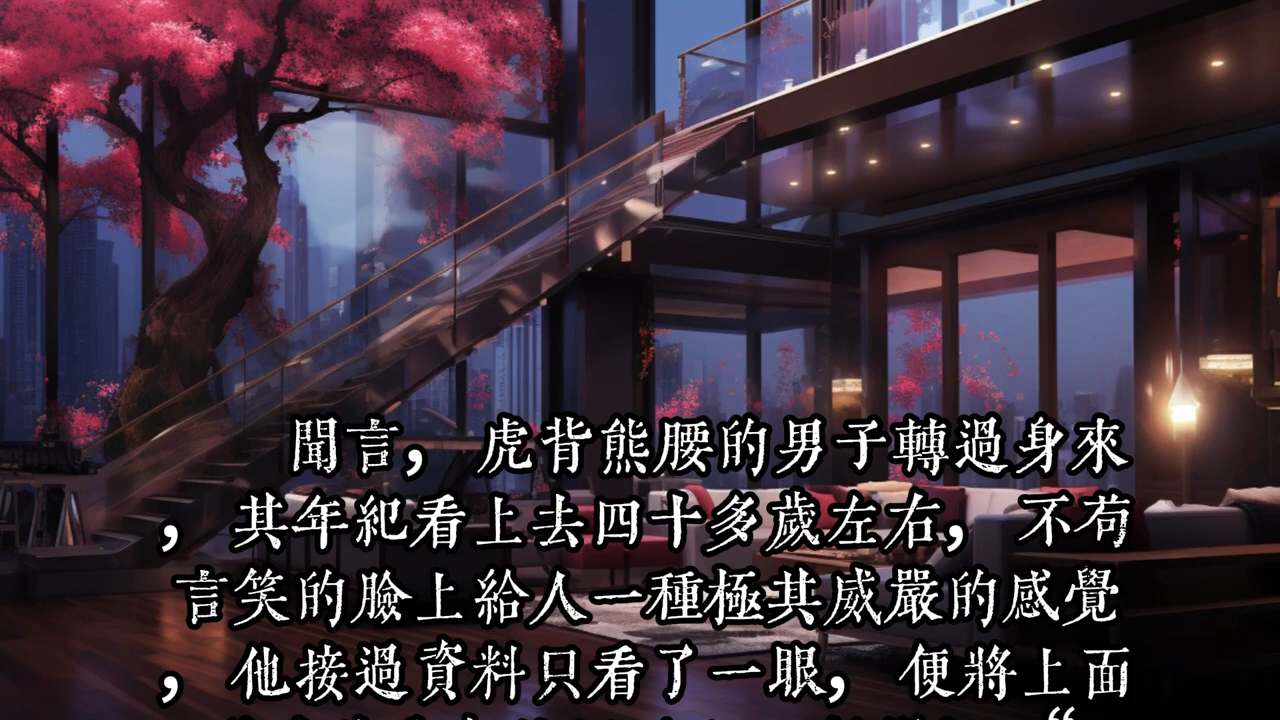 聞言，虎背熊腰的男子轉過身來
，其年紀看上去四十多歲左右，不苟
言笑的臉上給人一種極其威嚴的感覺
，他接過資料只看了一眼，便將上面